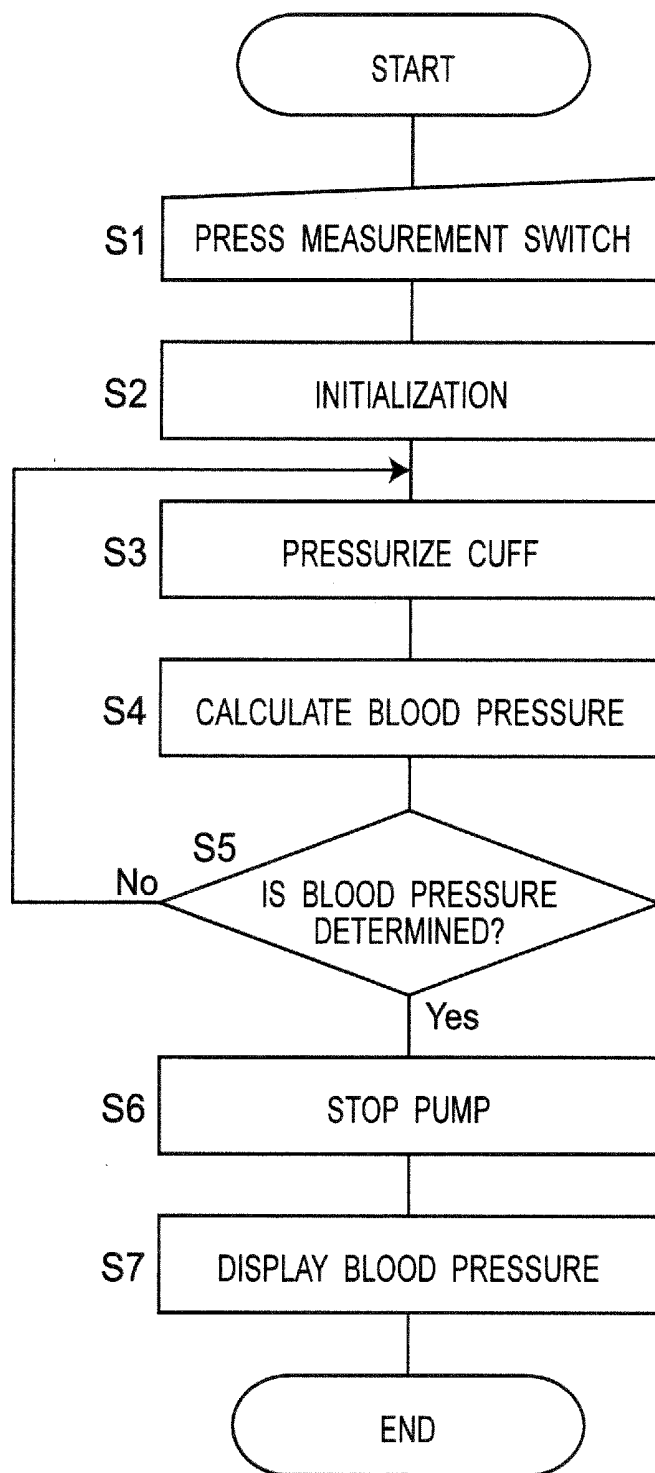 START
S1 PRESS MEASUREMENT SWITCH
S2 INITIALIZATION
S3 PRESSURIZE CUFF
S4 CALCULATE BLOOD PRESSURE
S5
No IS BLOOD PRESSURE
DETERMINED?
Yes
S6 STOP PUMP
S7 DISPLAY BLOOD PRESSURE
END